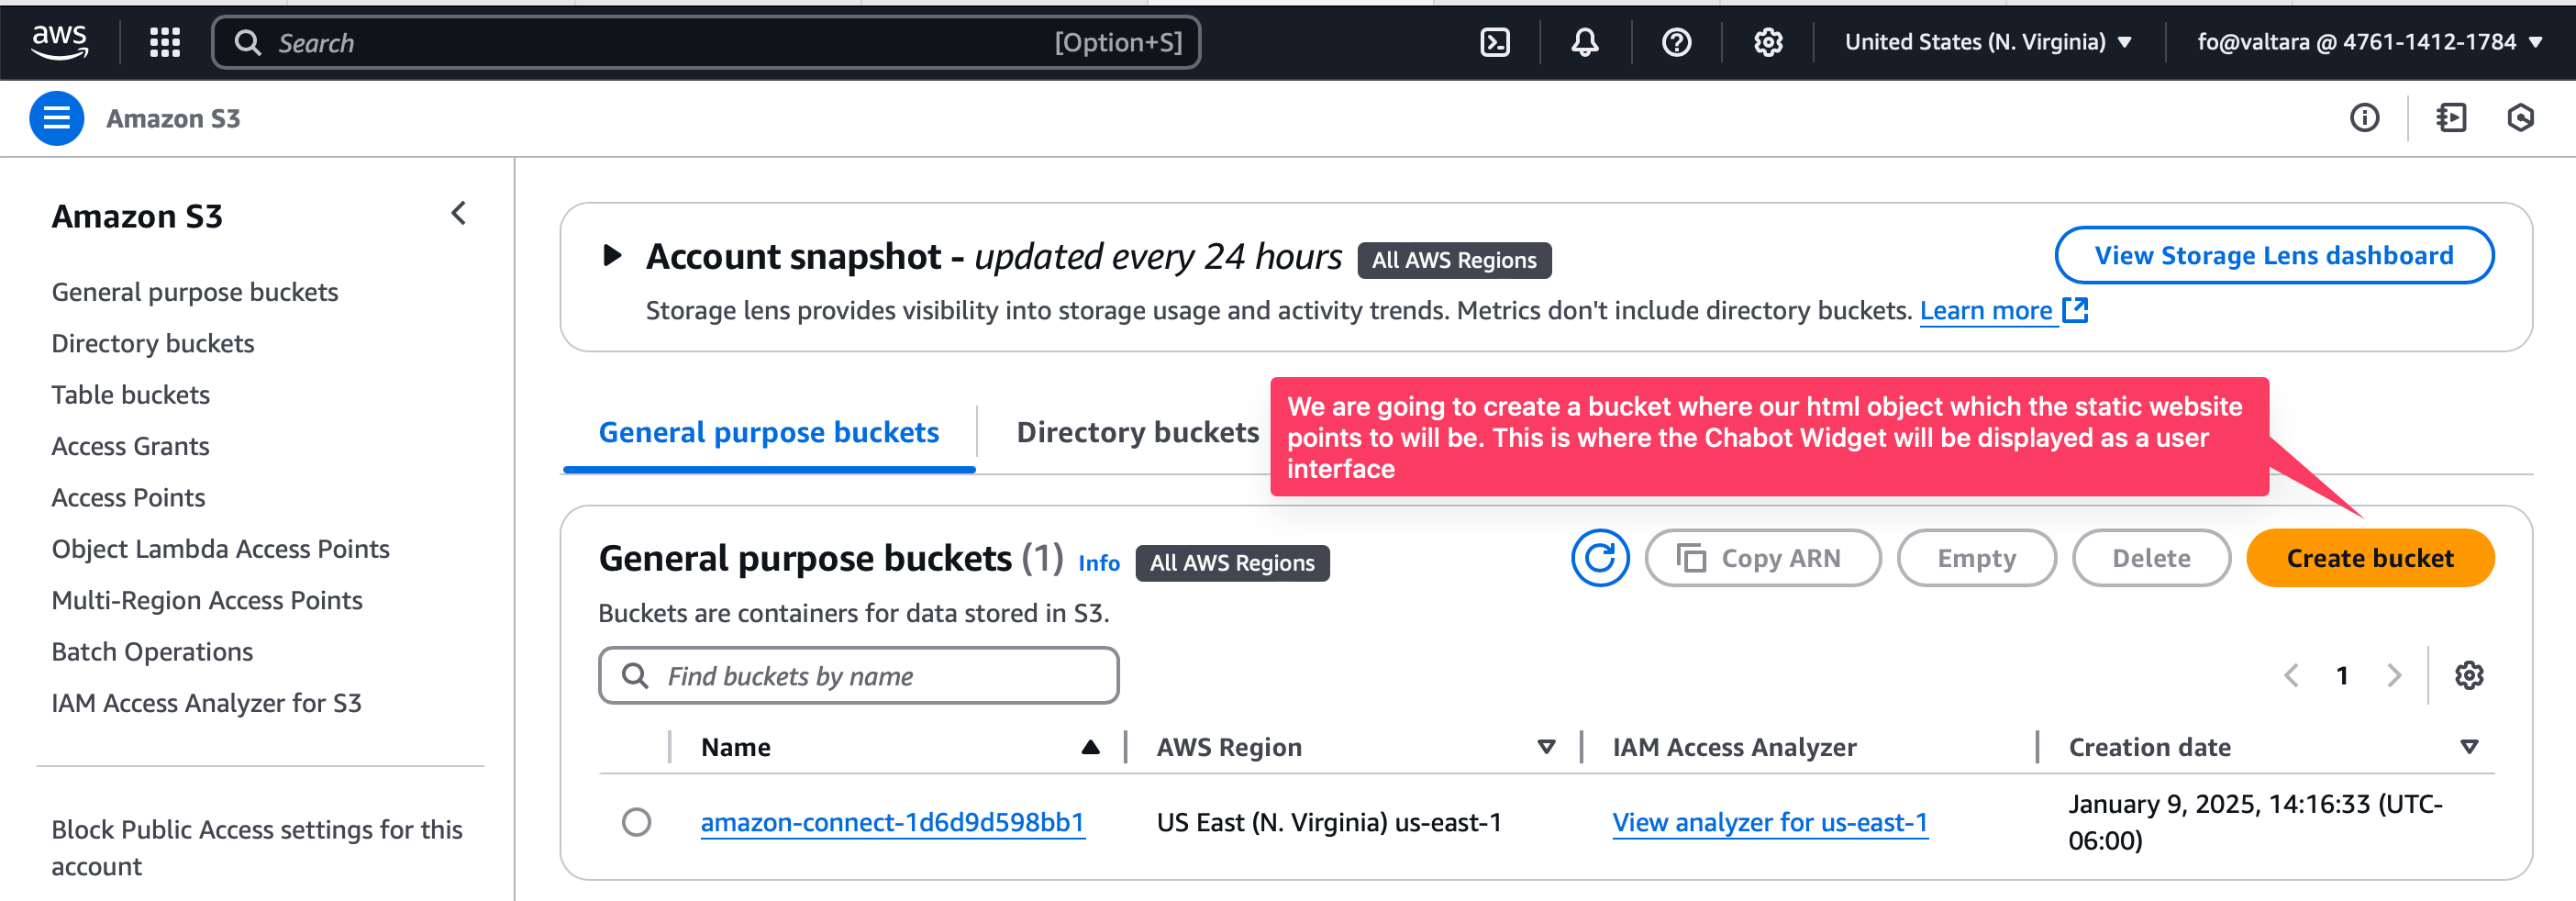 aws
Search
[Option+S]
United States (N. Virginia)
fo@valtara @ 4761-1412-1784
Amazon S3
Amazon S3
General purpose buckets
Directory buckets
Table buckets
Access Grants
Access Points
Object Lambda Access Points
Multi-Region Access Points
Batch Operations
IAM Access Analyzer for S3
Block Public Access settings for this
account
Account snapshot - updated every 24 hours
All AWS Regions
View Storage Lens dashboard
Storage lens provides visibility into storage usage and activity trends. Metrics don't include directory buckets. Learn more
General purpose buckets
Directory buckets
We are going to create a bucket where our html object which the static website
points to will be. This is where the Chabot Widget will be displayed as a user
interface
General purpose buckets (1)
Info
All AWS Regions
Copy ARN
Empty
Delete
Create bucket
Buckets are containers for data stored in S3.
Find buckets by name
1
Name
AWS Region
IAM Access Analyzer
Creation date
amazon-connect-1d6d9d598bb1
US East (N. Virginia) us-east-1
View analyzer for us-east-1
January 9, 2025, 14:16:33 (UTC-
06:00)